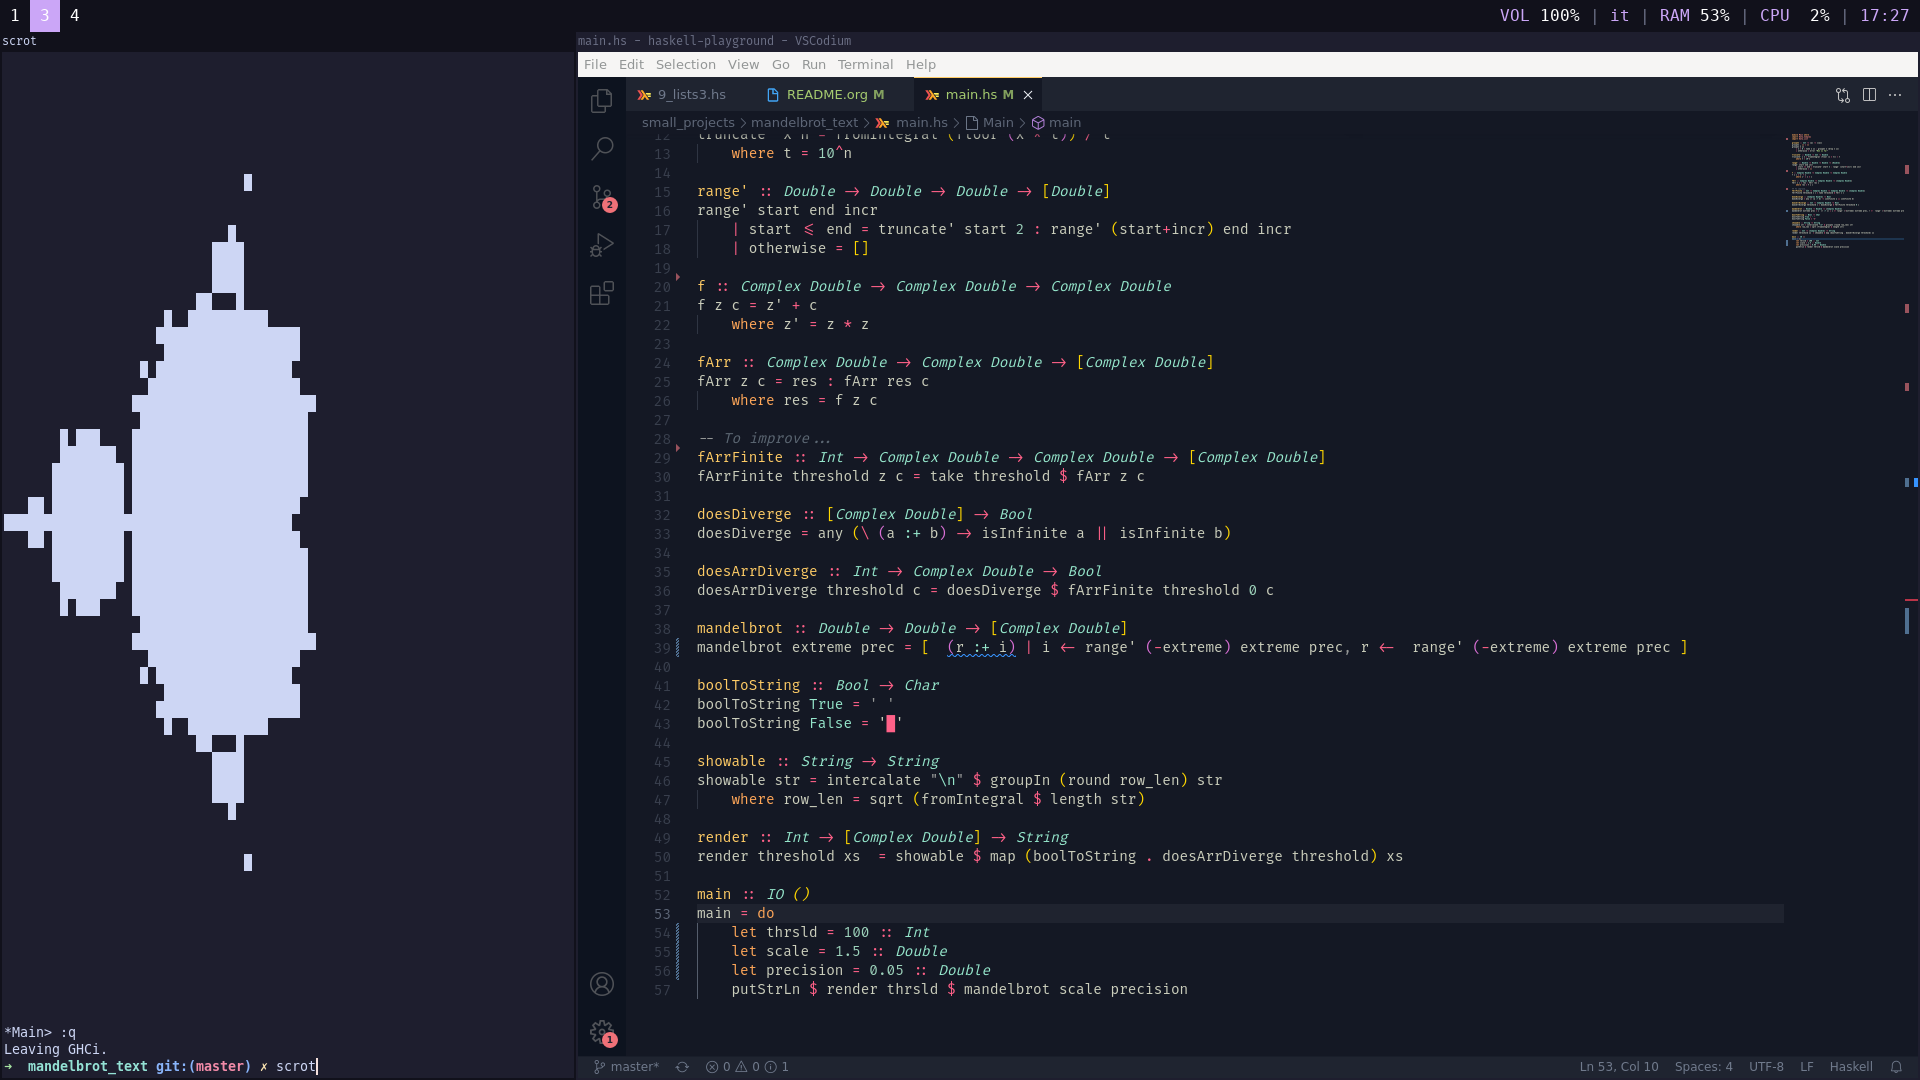 1 3 4
VOL 100% | it | RAM 53% | CPU 2% | 17:27
scrot
main.hs - haskell-playground - VSCodium
File Edit Selection View Go Run Terminal Help
9_lists3.hs README.org M main.hs M
small_projects > mandelbrot_text > main.hs > Main > main
12 truncate' x n = fromIntegral (floor (x * t)) / t
13 where t = 10^n
14
15 range' :: Double -> Double -> Double -> [Double]
16 range' start end incr
17 | start <= end = truncate' start 2 : range' (start+incr) end incr
18 | otherwise = []
19
20 f :: Complex Double -> Complex Double -> Complex Double
21 f z c = z' + c
22 where z' = z * z
23
24 fArr :: Complex Double -> Complex Double -> [Complex Double]
25 fArr z c = res : fArr res c
26 where res = f z c
27
28 -- To improve...
29 fArrFinite :: Int -> Complex Double -> Complex Double -> [Complex Double]
30 fArrFinite threshold z c = take threshold $ fArr z c
31
32 doesDiverge :: [Complex Double] -> Bool
33 doesDiverge = any (\ (a :+ b) -> isInfinite a || isInfinite b)
34
35 doesArrDiverge :: Int -> Complex Double -> Bool
36 doesArrDiverge threshold c = doesDiverge $ fArrFinite threshold 0 c
37
38 mandelbrot :: Double -> Double -> [Complex Double]
39 mandelbrot extreme prec = [  (r :+ i) | i <- range' (-extreme) extreme prec, r <-  range' (-extreme) extreme prec ]
40
41 boolToString :: Bool -> Char
42 boolToString True = ' '
43 boolToString False = '█'
44
45 showable :: String -> String
46 showable str = intercalate "\n" $ groupIn (round row_len) str
47 where row_len = sqrt (fromIntegral $ length str)
48
49 render :: Int -> [Complex Double] -> String
50 render threshold xs  = showable $ map (boolToString . doesArrDiverge threshold) xs
51
52 main :: IO ()
53 main = do
54 let thrsld = 100 :: Int
55 let scale = 1.5 :: Double
56 let precision = 0.05 :: Double
57 putStrLn $ render thrsld $ mandelbrot scale precision
2
1
*Main> :q
Leaving GHCi.
➜ mandelbrot_text git:(master) ✗ scrot
master* 0 0 1 Ln 53, Col 10 Spaces: 4 UTF-8 LF Haskell